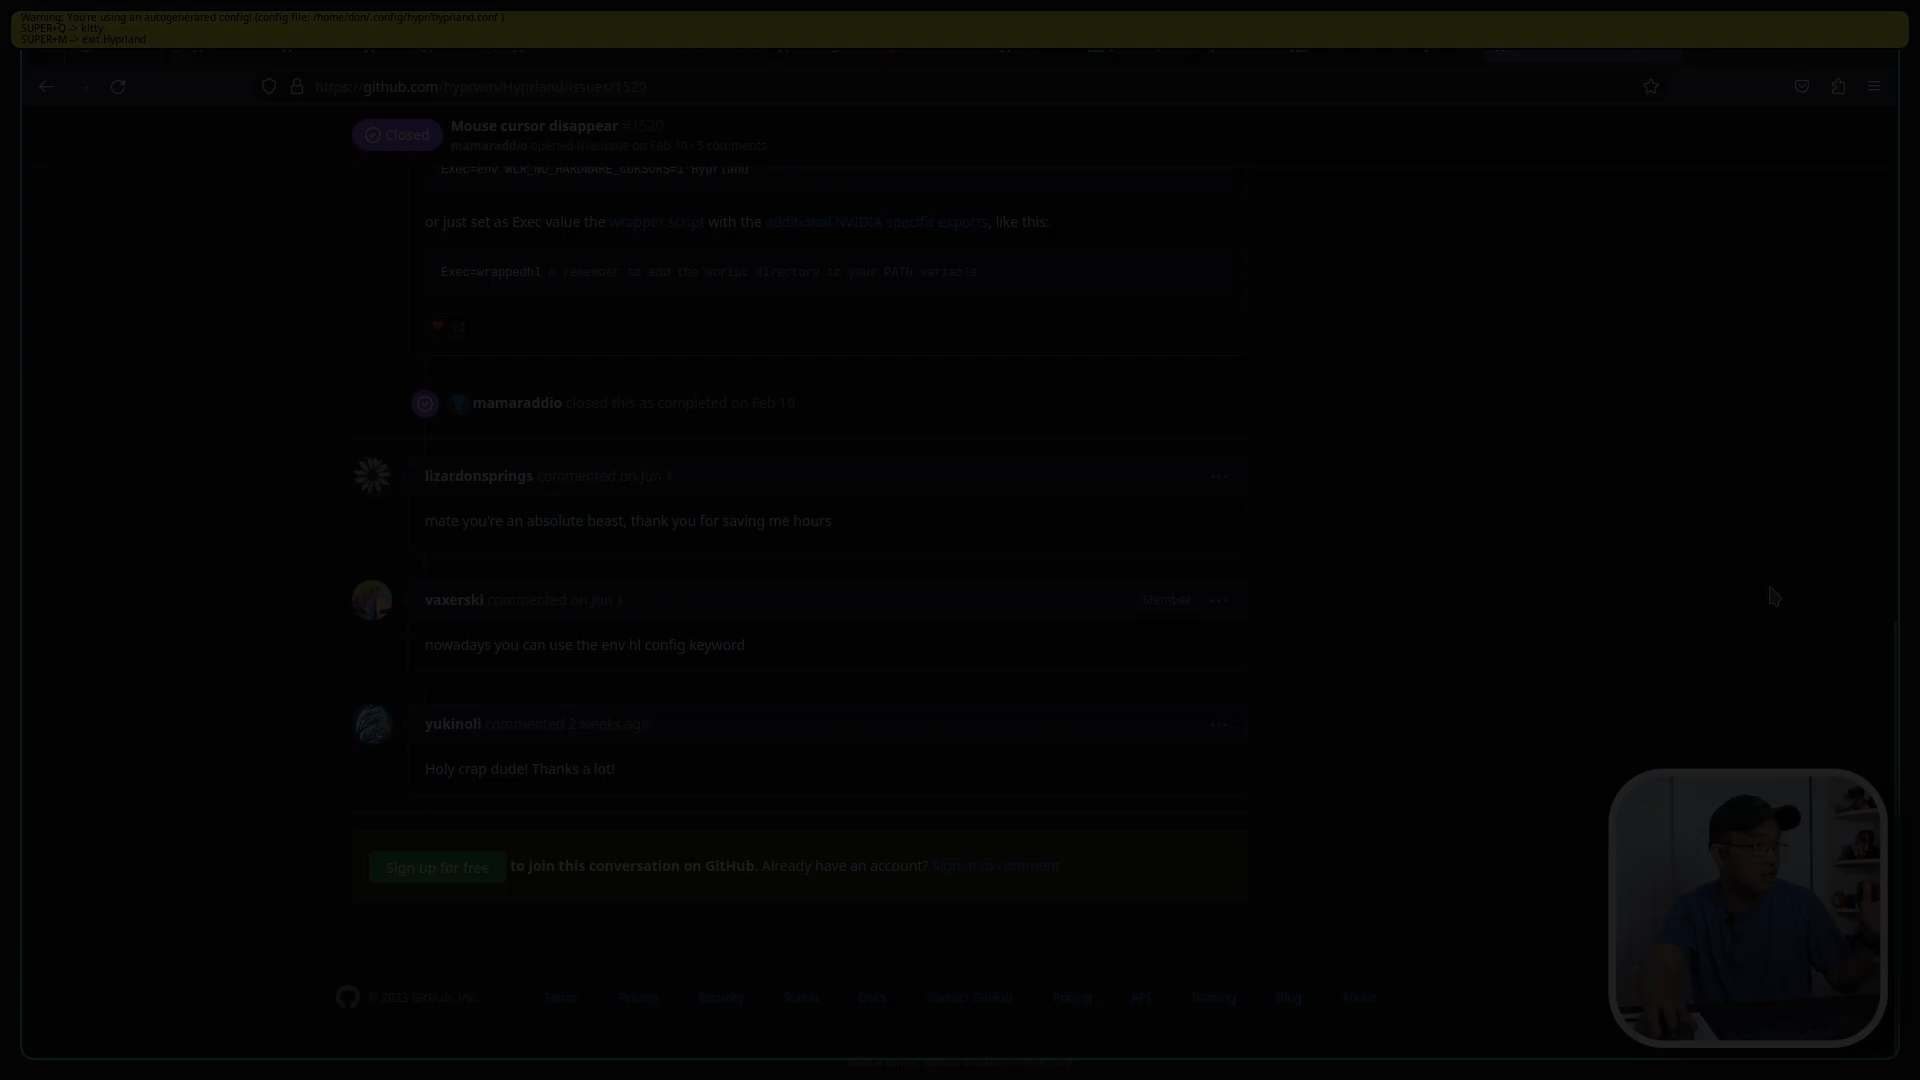 Warning: You're using an autogenerated config! (config file: /home/don/.config/hypr/hyprland.conf )
SUPER+Q -> kitty
SUPER+M -> exit Hyprland
https://github.com/hyprwm/Hyprland/issues/1520
Closed
Mouse cursor disappear #1520
mamaraddio opened this issue on Feb 10 · 5 comments
Exec=env WLR_NO_HARDWARE_CURSORS=1 Hyprland
or just set as Exec value the wrapper script with the additional NVIDIA specific exports, like this:
Exec=wrappedhl # remember to add the script directory to your PATH variable
13
mamaraddio closed this as completed on Feb 10
lizardonsprings commented on Jun 1
mate you're an absolute beast, thank you for saving me hours
vaxerski commented on Jun 1
Member
nowadays you can use the env hl config keyword
yukinoli commented 2 weeks ago
Holy crap dude! Thanks a lot!
Sign up for free to join this conversation on GitHub. Already have an account? Sign in to comment
© 2023 GitHub, Inc.
Terms
Privacy
Security
Status
Docs
Contact GitHub
Pricing
API
Training
Blog
About